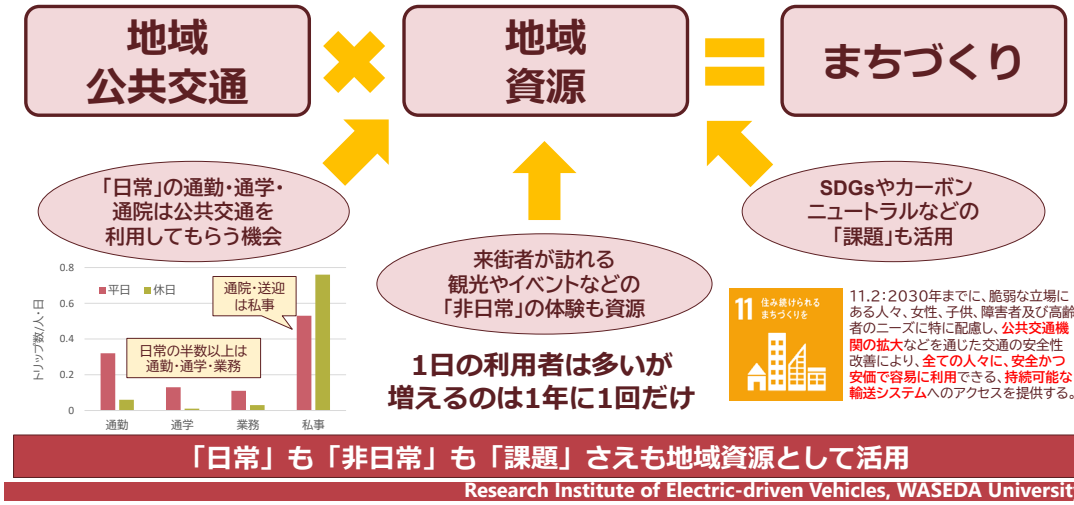 地域
公共交通
地域
資源
まちづくり
「日常」の通勤・通学・
通院は公共交通を
利用してもらう機会
来街者が訪れる
観光やイベントなどの
「非日常」の体験も資源
SDGsやカーボン
ニュートラルなどの
「課題」も活用
トリップ数/人・日
0.8
0.6
0.4
0.2
0
平日
休日
通院・送迎
は私事
日常の半数以上は
通勤・通学・業務
通勤
通学
業務
私事
1日の利用者は多いが
増えるのは1年に1回だけ
11 住み続けられる
まちづくりを
11.2：2030年までに、脆弱な立場に
ある人々、女性、子供、障害者及び高齢
者のニーズに特に配慮し、公共交通機
関の拡大などを通じた交通の安全性
改善により、全ての人々に、安全かつ
安価で容易に利用できる、持続可能な
輸送システムへのアクセスを提供する。
「日常」も「非日常」も「課題」さえも地域資源として活用
Research Institute of Electric-driven Vehicles, WASEDA Universit